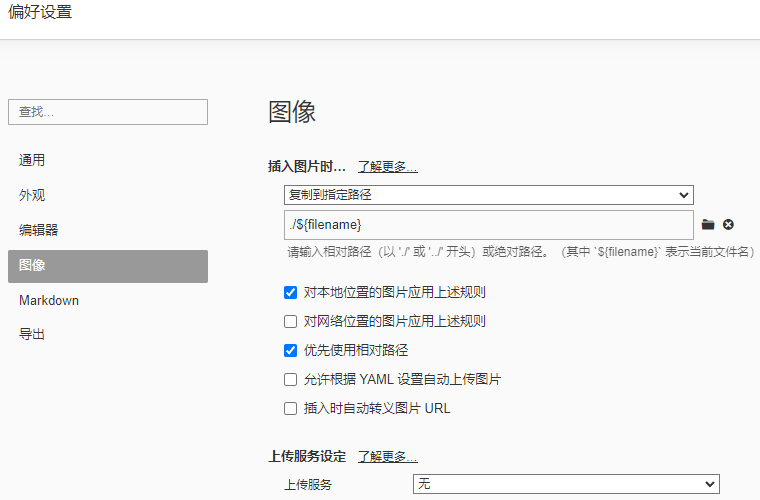 偏好设置
查找...
图像
通用
外观
编辑器
图像
Markdown
导出
插入图片时... 了解更多...
复制到指定路径
./${filename}
请输入相对路径（以 './' 或 '../' 开头）或绝对路径。（其中 `${filename}` 表示当前文件名）
对本地位置的图片应用上述规则
对网络位置的图片应用上述规则
优先使用相对路径
允许根据 YAML 设置自动上传图片
插入时自动转义图片 URL
上传服务设定 了解更多...
上传服务 无